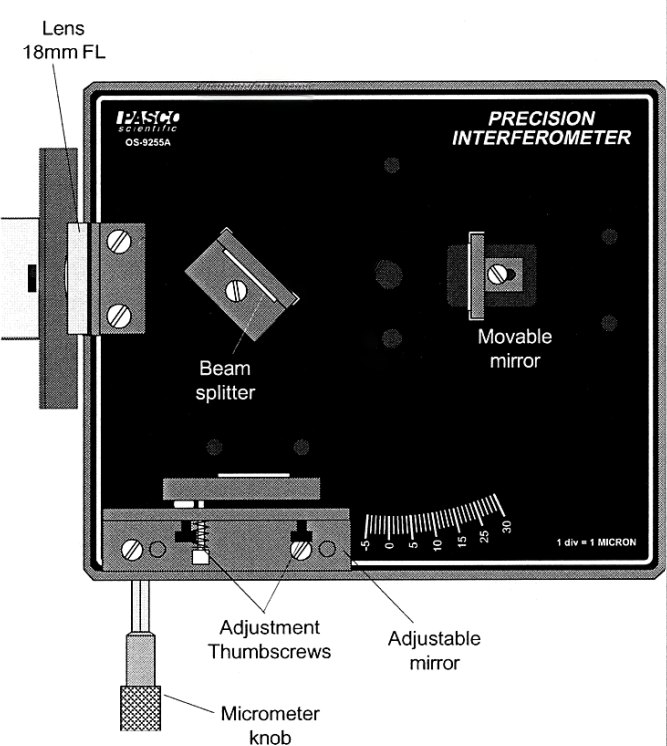 Lens
18mm FL
PASCO
scientific
OS-9255A
PRECISION
INTERFEROMETER
Beam
splitter
Movable
mirror
-5 0 5 10 15 25 30
1 div = 1 MICRON
Adjustment
Thumbscrews
Adjustable
mirror
Micrometer
knob